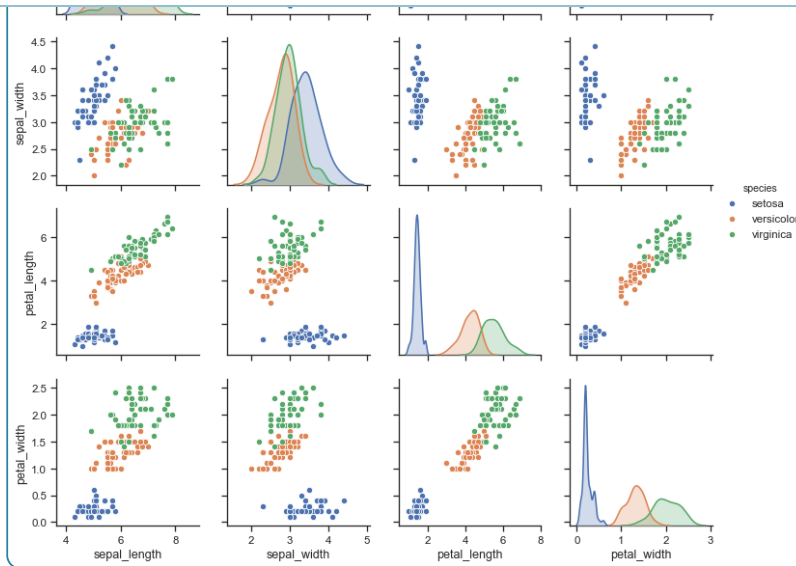 sepal_width
4.5
4.0
3.5
3.0
2.5
2.0
species
setosa
versicolor
virginica
petal_length
6
4
2
petal_width
2.5
2.0
1.5
1.0
0.5
0.0
4 6 8
2 3 4 5
2 4 6 8
0 1 2 3
sepal_length
sepal_width
petal_length
petal_width